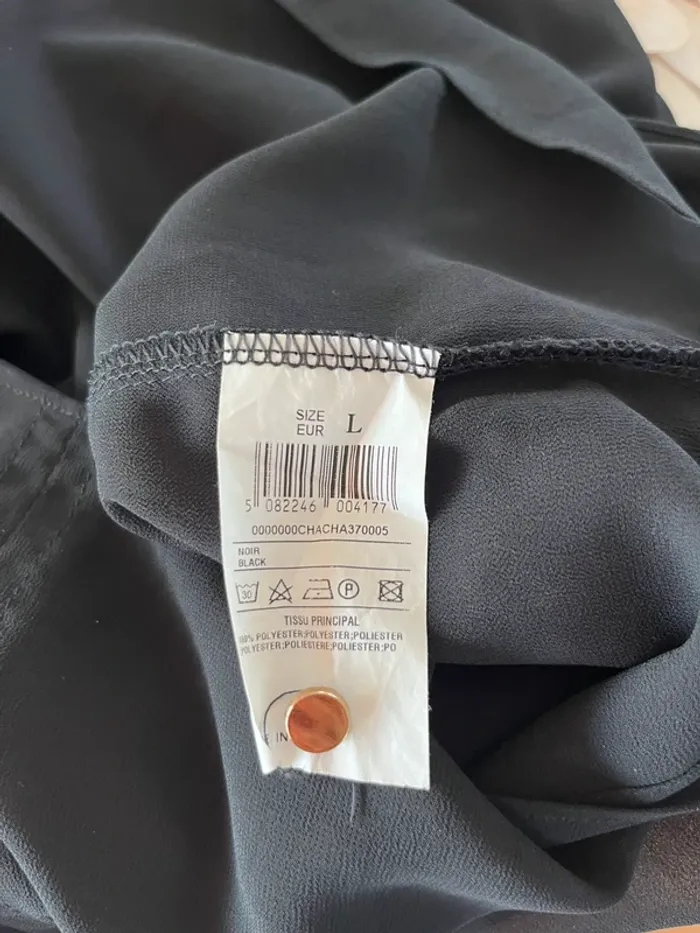 SIZE
EUR L
5 082246 004177
0000000CHACHA370005
NOIR
BLACK
30 P
TISSU PRINCIPAL
100% POLYESTER;POLYESTER;POLIESTER
POLYESTER;POLIESTERE;POLIESTER;PO
E IN